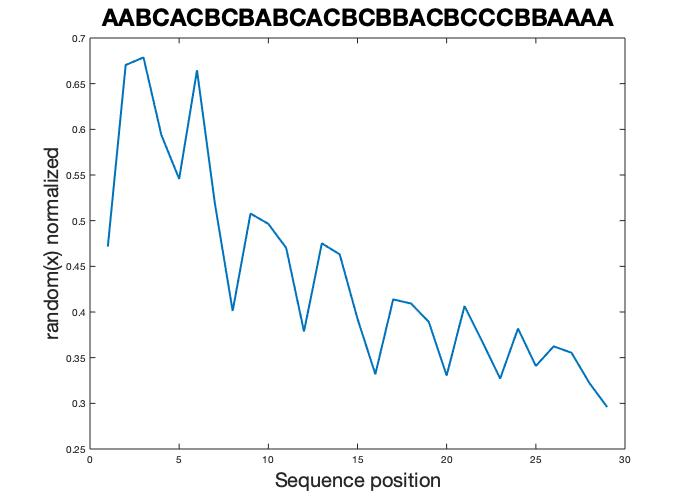 AABCACBCBABCACBCBBACBCCCBBAAAA
0.7
0.65
0.6
0.55
0.5
0.45
0.4
0.35
0.3
0.25
random(x) normalized
0 5 10 15 20 25 30
Sequence position